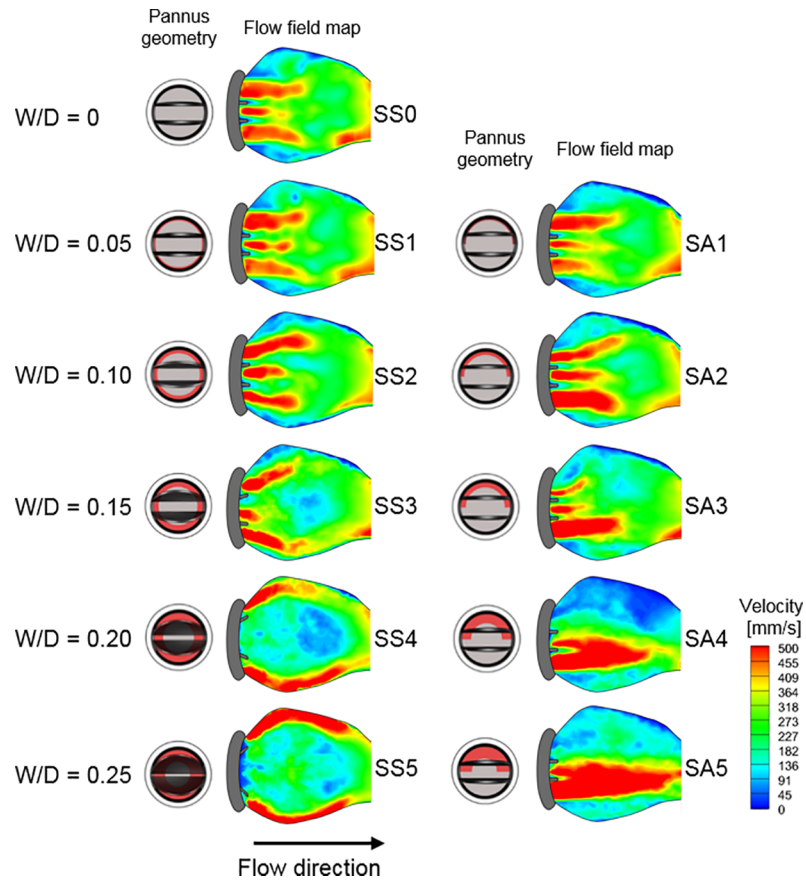 Pannus
geometry
Flow field map
W/D = 0
SS0
Pannus
geometry
Flow field map
W/D = 0.05
SS1
SA1
W/D = 0.10
SS2
SA2
W/D = 0.15
SS3
SA3
W/D = 0.20
SS4
SA4
Velocity
[mm/s]
500
455
409
364
318
273
227
182
136
91
45
0
W/D = 0.25
SS5
SA5
Flow direction